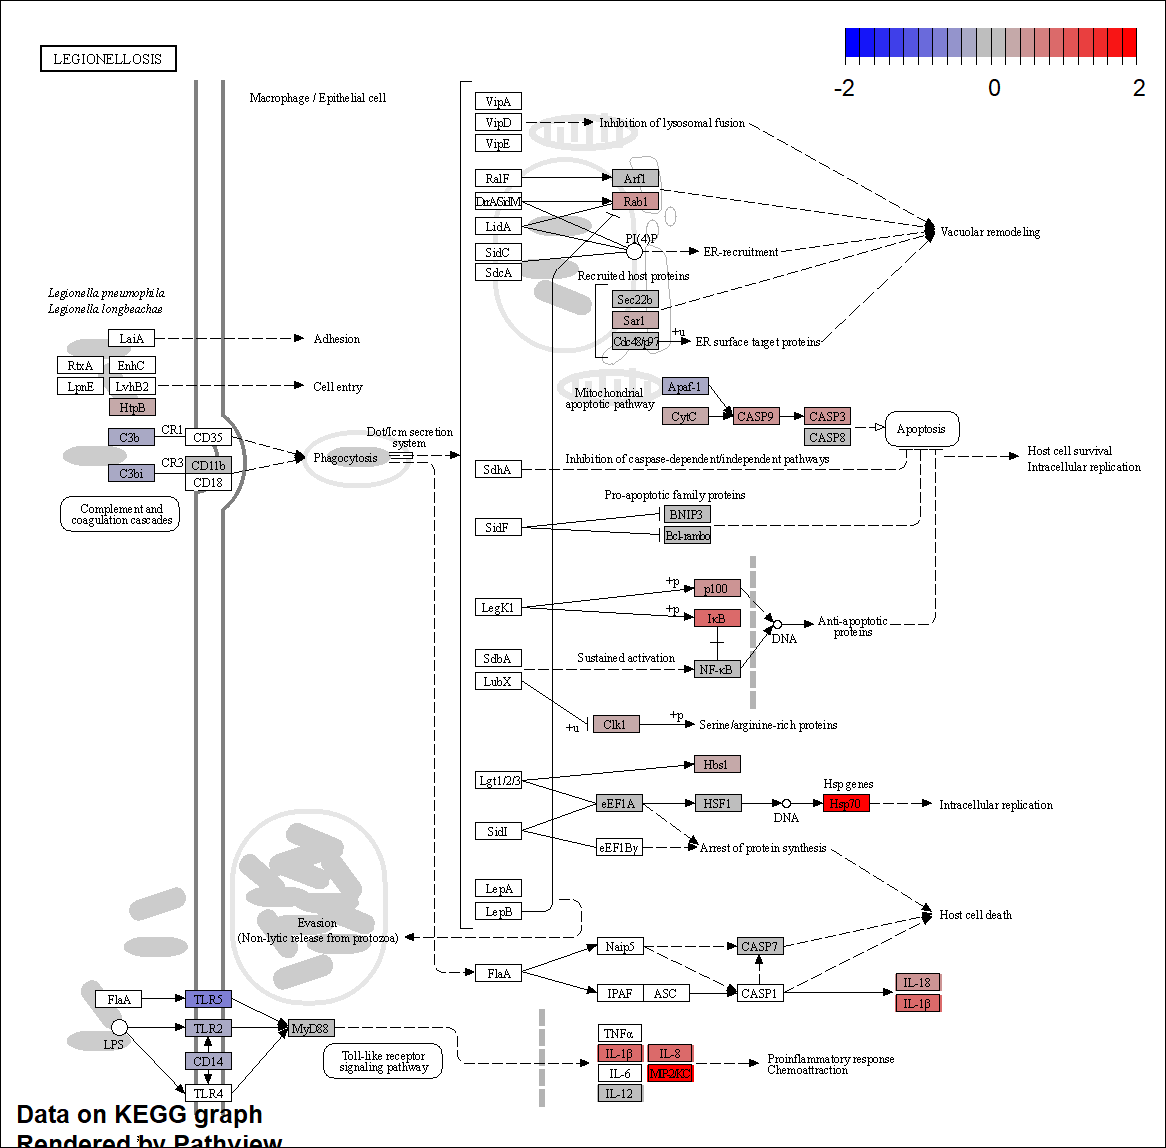 LEGIONELLOSIS
-2 0 2
Macrophage / Epithelial cell
VipA
VipD
Inhibition of lysosomal fusion
VipE
RalF
Arf1
DrrA/SidM
Rab1
LidA
Vacuolar remodeling
PI(4)P
SidC
ER-recruitment
SdcA
Recruited host proteins
Sec22b
Sar1
Cdc48/p97
+u
ER surface target proteins
Legionella pneumophila
Legionella longbeachae
LaiA
Adhesion
RtxA
EnhC
LpnE
LvhB2
Cell entry
HtpB
C3b
CR1
CD35
C3bi
CR3
CD11b
CD18
Phagocytosis
Dot/Icm secretion
system
Complement and
coagulation cascades
Mitochondrial
apoptotic pathway
Apaf-1
CytC
CASP9
CASP3
CASP8
Apoptosis
SdhA
Inhibition of caspase-dependent/independent pathways
Host cell survival
Intracellular replication
Pro-apoptotic family proteins
SidF
BNIP3
Bcl-rambo
LegK1
+p
p100
+p
IκB
DNA
Anti-apoptotic
proteins
SdbA
Sustained activation
NF-κB
LubX
+u
Clk1
+p
Serine/arginine-rich proteins
Lgt1/2/3
Hbs1
Hsp genes
eEF1A
HSF1
DNA
Hsp70
Intracellular replication
SidI
eEF1By
Arrest of protein synthesis
LepA
LepB
Host cell death
Evasion
(Non-lytic release from protozoa)
Naip5
CASP7
FlaA
IPAF
ASC
CASP1
IL-18
IL-1β
FlaA
TLR5
LPS
TLR2
MyD88
CD14
TLR4
Toll-like receptor
signaling pathway
TNFα
IL-1β
IL-8
IL-6
MIP2/KC
IL-12
Proinflammatory response
Chemoattraction
Data on KEGG graph
Rendered by Pathview